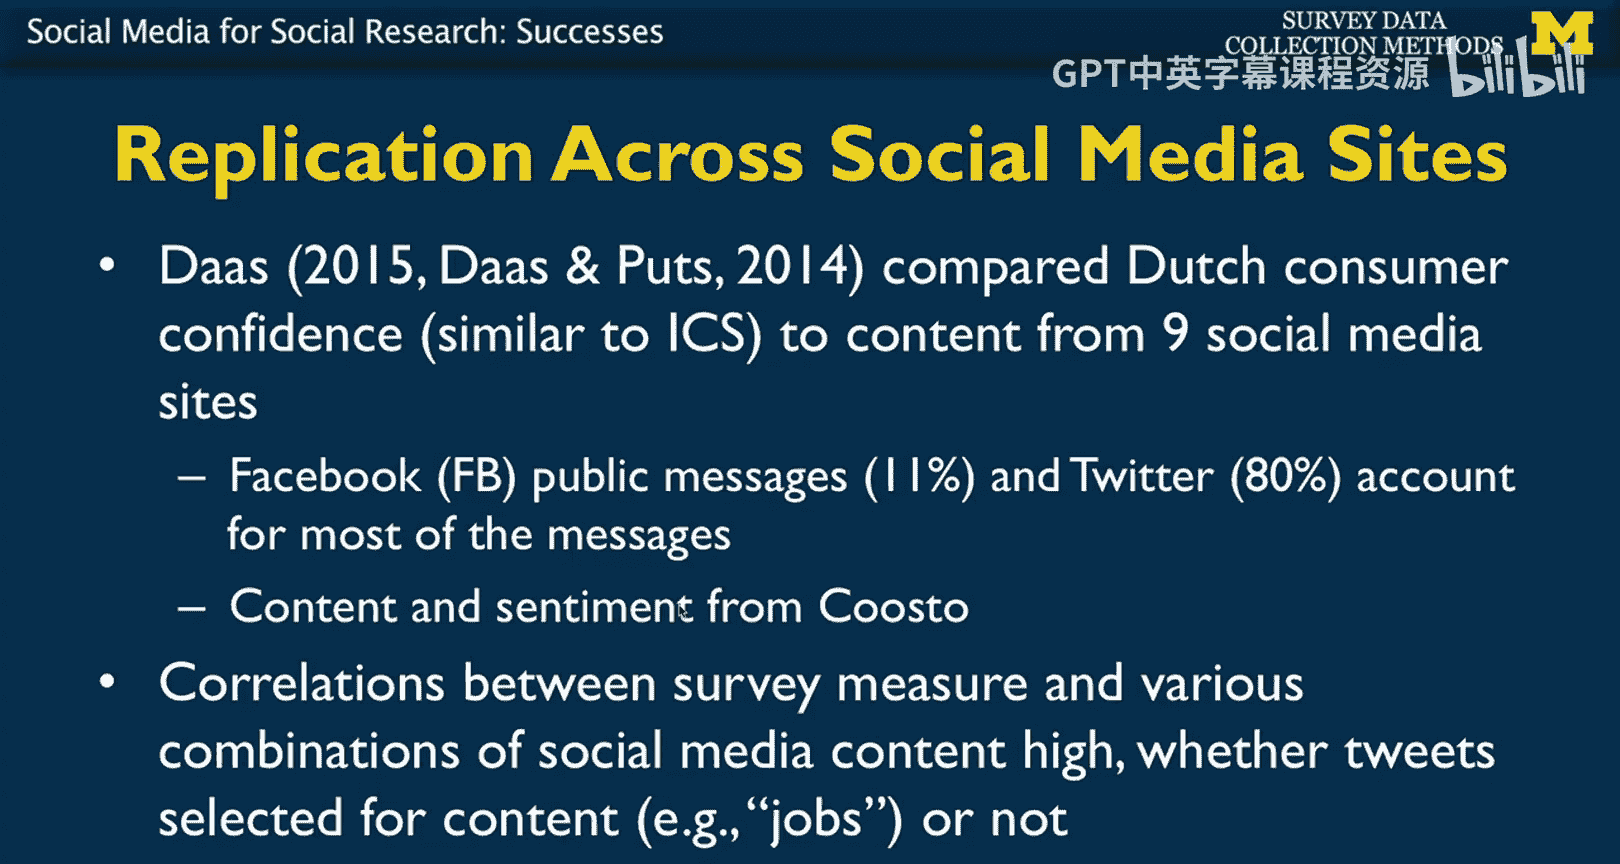 Social Media for Social Research: Successes
SURVEY DATA
COLLECTION METHODS
M
GPT中英字幕课程资源
bilibili
Replication Across Social Media Sites
• Daas (2015, Daas & Puts, 2014) compared Dutch consumer
confidence (similar to ICS) to content from 9 social media
sites
– Facebook (FB) public messages (11%) and Twitter (80%) account
for most of the messages
– Content and sentiment from Coosto
• Correlations between survey measure and various
combinations of social media content high, whether tweets
selected for content (e.g., “jobs”) or not